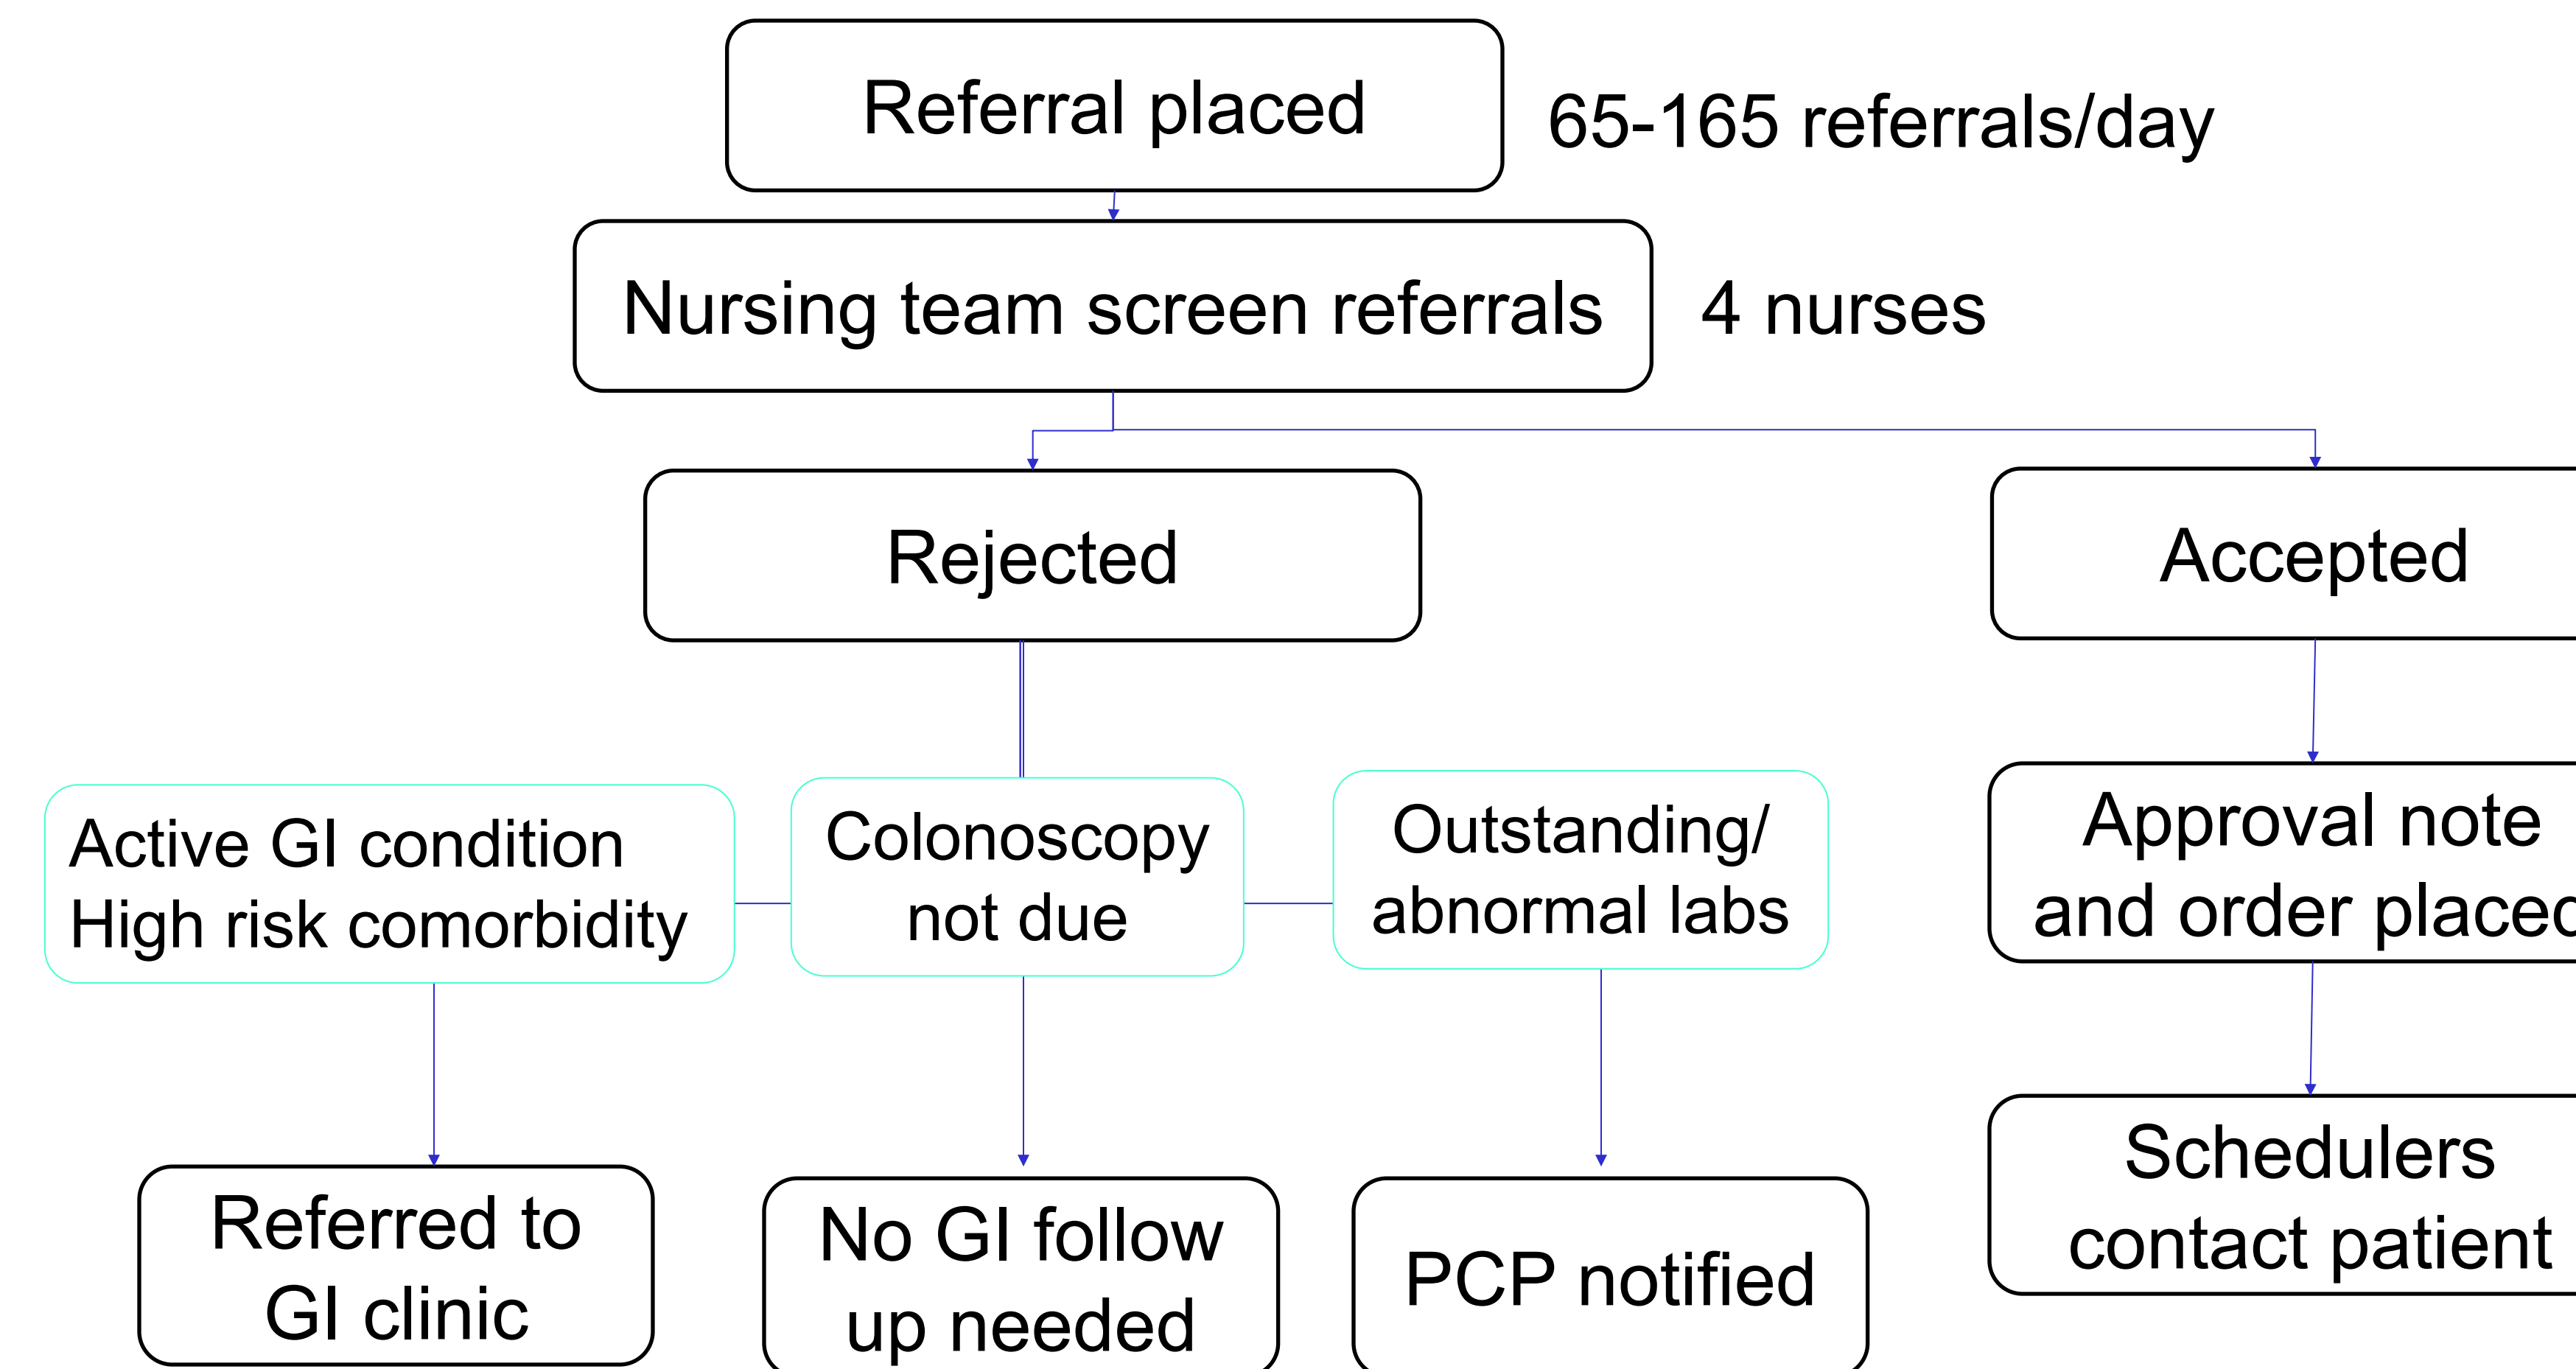 Referral placed
65-165 referrals/day
Nursing team screen referrals
4 nurses
Rejected
Accepted
Active GI condition
High risk comorbidity
Colonoscopy
not due
Outstanding/
abnormal labs
Approval note
and order placed
Referred to
GI clinic
No GI follow
up needed
PCP notified
Schedulers
contact patient